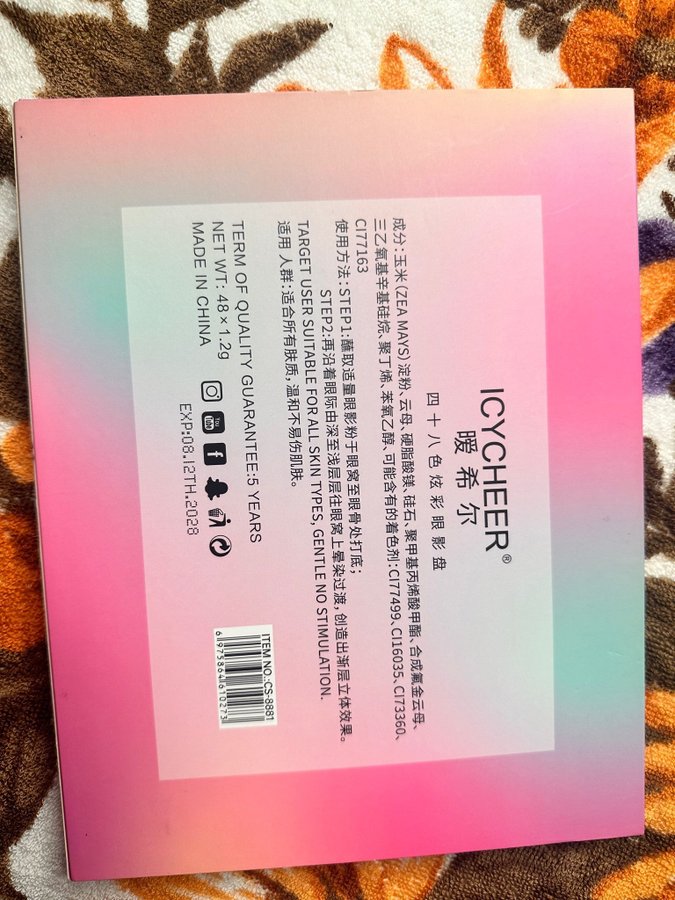 ICYCHEER®
暧希尔
四十八色炫彩眼影盘
成分:玉米(ZEA MAYS)淀粉、云母、硬脂酸镁、硅石、聚甲基丙烯酸甲酯、合成氟金云母、
三乙氧基辛基硅烷、聚丁烯、苯氧乙醇、可能含有的着色剂:CI77499、CI16035、CI73360、
CI77163
使用方法:STEP1:蘸取适量眼影粉于眼窝至眼骨处打底;
STEP2:再沿着眼际由深至浅层层往眼窝上晕染过渡,创造出渐层立体效果。
TARGET USER SUITABLE FOR ALL SKIN TYPES, GENTLE NO STIMULATION.
适用 人群:适合所有肤质,温和不易伤肌肤。
TERM OF QUALITY GUARANTEE:5 YEARS
NET WT: 48×1.2g
MADE IN CHINA
You
Tube
EXP:08.12TH.2028
ITEM NO.:CS-8881
6975864610273